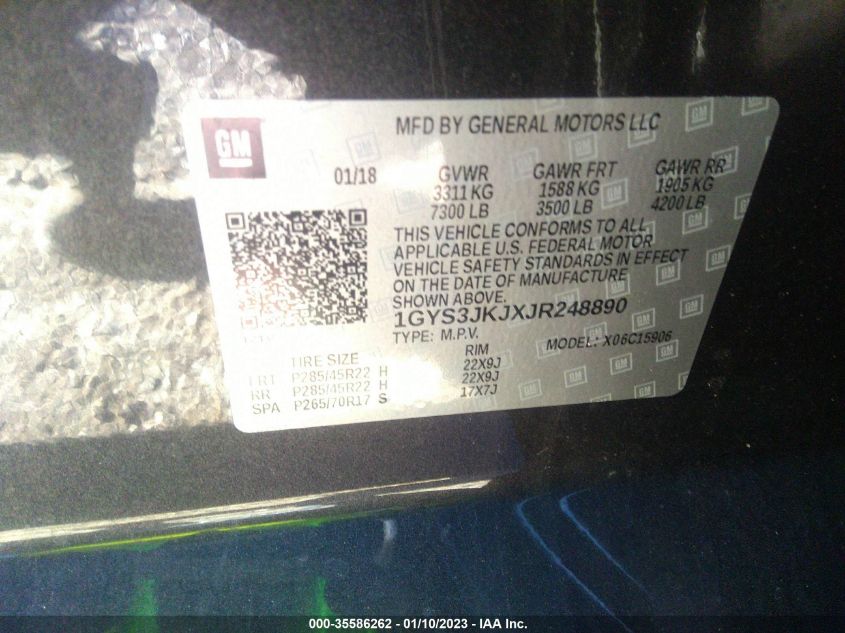 GM
MFD BY GENERAL MOTORS LLC
01/18 GVWR GAWR FRT GAWR RR
3311 KG 1588 KG 1905 KG
7300 LB 3500 LB 4200 LB
THIS VEHICLE CONFORMS TO ALL
APPLICABLE U.S. FEDERAL MOTOR
VEHICLE SAFETY STANDARDS IN EFFECT
ON THE DATE OF MANUFACTURE
SHOWN ABOVE.
1GYS3JKJXJR248890
TYPE: M.P.V. MODEL: X06C15906
TIRE SIZE RIM
FRT P285/45R22 H 22X9J
RR P285/45R22 H 22X9J
SPA P265/70R17 S 17X7J
000-35586262 - 01/10/2023 - IAA Inc.